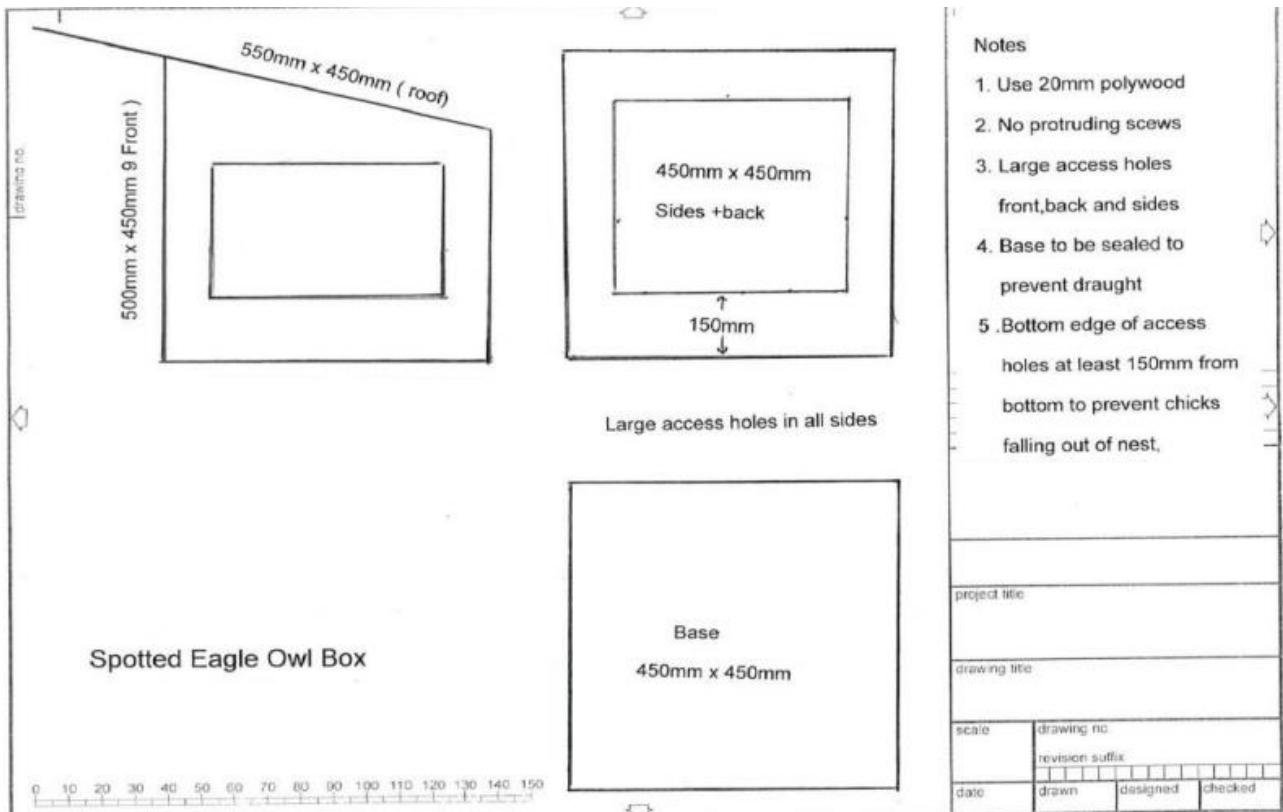 drawing no.
550mm x 450mm ( roof)
500mm x 450mm 9 Front )
450mm x 450mm
Sides +back
150mm
Large access holes in all sides
Base
450mm x 450mm
Spotted Eagle Owl Box
0 10 20 30 40 50 60 70 80 90 100 110 120 130 140 150
Notes
1. Use 20mm polywood
2. No protruding scews
3. Large access holes
front,back and sides
4. Base to be sealed to
prevent draught
5 .Bottom edge of access
holes at least 150mm from
bottom to prevent chicks
falling out of nest,
project title
drawing title
scale
drawing no.
revision suffix
date
drawn
designed
checked